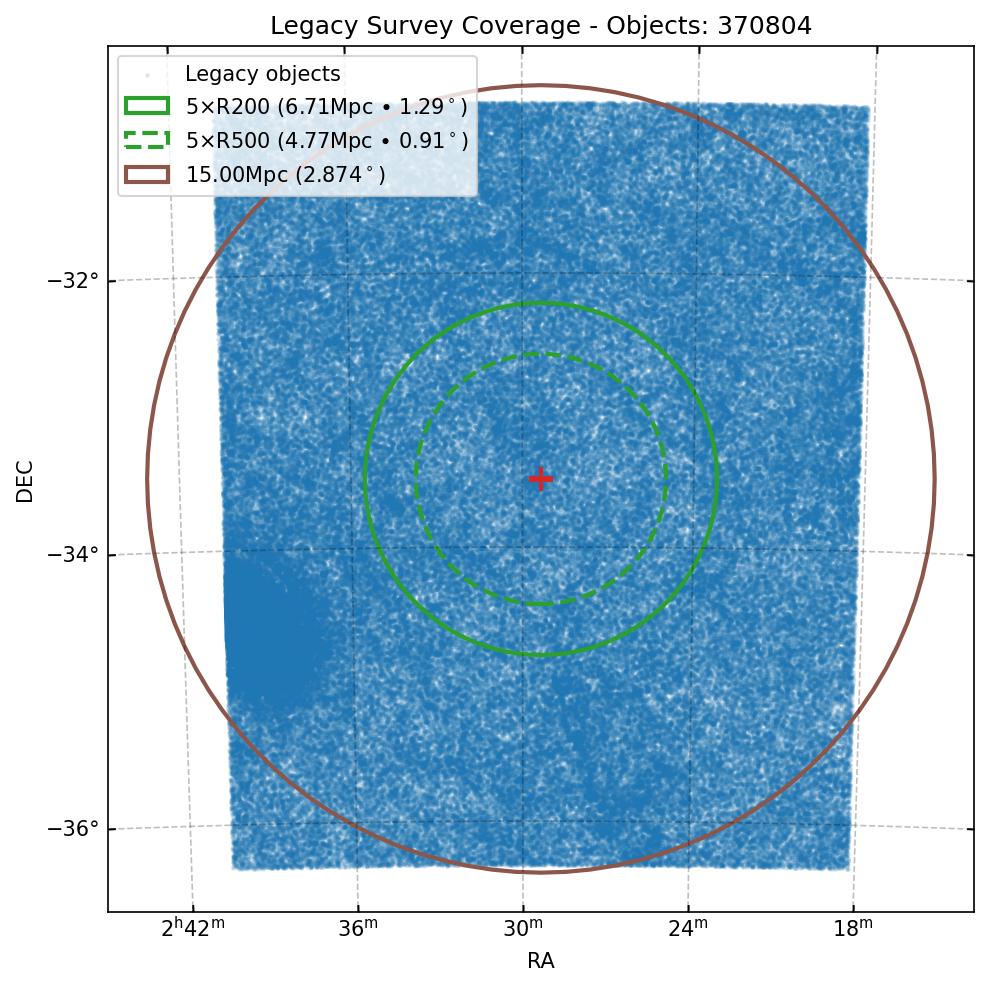 Legacy Survey Coverage - Objects: 370804
Legacy objects
5×R200 (6.71Mpc • 1.29°)
5×R500 (4.77Mpc • 0.91°)
15.00Mpc (2.874°)
−32°
−34°
−36°
DEC
2ʰ42ᵐ 36ᵐ 30ᵐ 24ᵐ 18ᵐ
RA